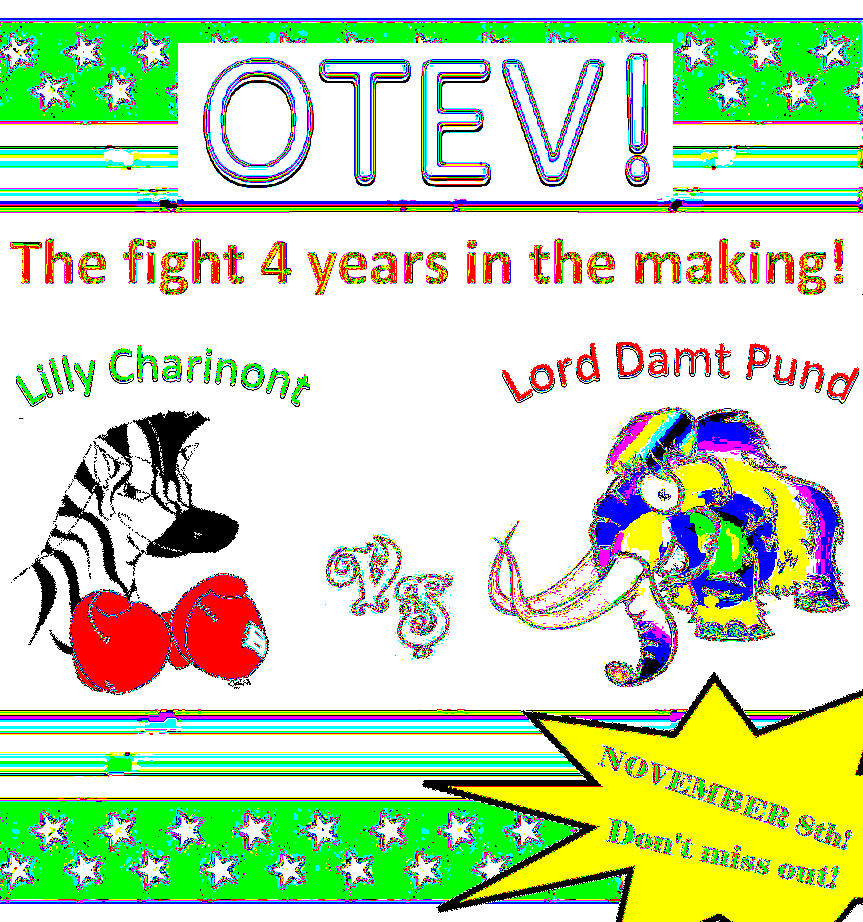 OTEV!
The fight 4 years in the making!
Lilly Charinont
Lord Damt Pund
VS
NOVEMBER 8th!
Don't miss out!